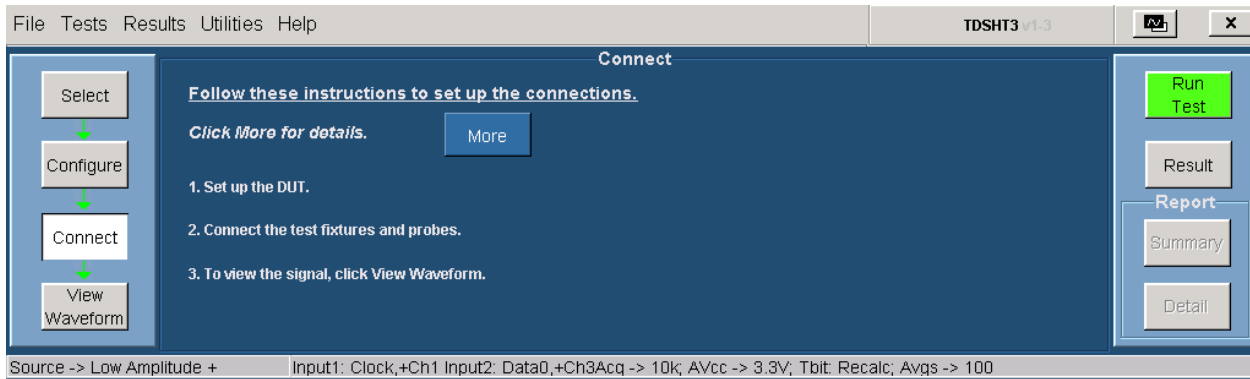 File Tests Results Utilities Help
TDSHT3 v1-3
x
Connect
Select
Configure
Connect
View
Waveform
Follow these instructions to set up the connections.
Click More for details.
More
1. Set up the DUT.
2. Connect the test fixtures and probes.
3. To view the signal, click View Waveform.
Run
Test
Result
Report
Summary
Detail
Source -> Low Amplitude +
Input1: Clock,+Ch1 Input2: Data0,+Ch3Acq -> 10k; AVcc -> 3.3V; Tbit: Recalc; Avgs -> 100